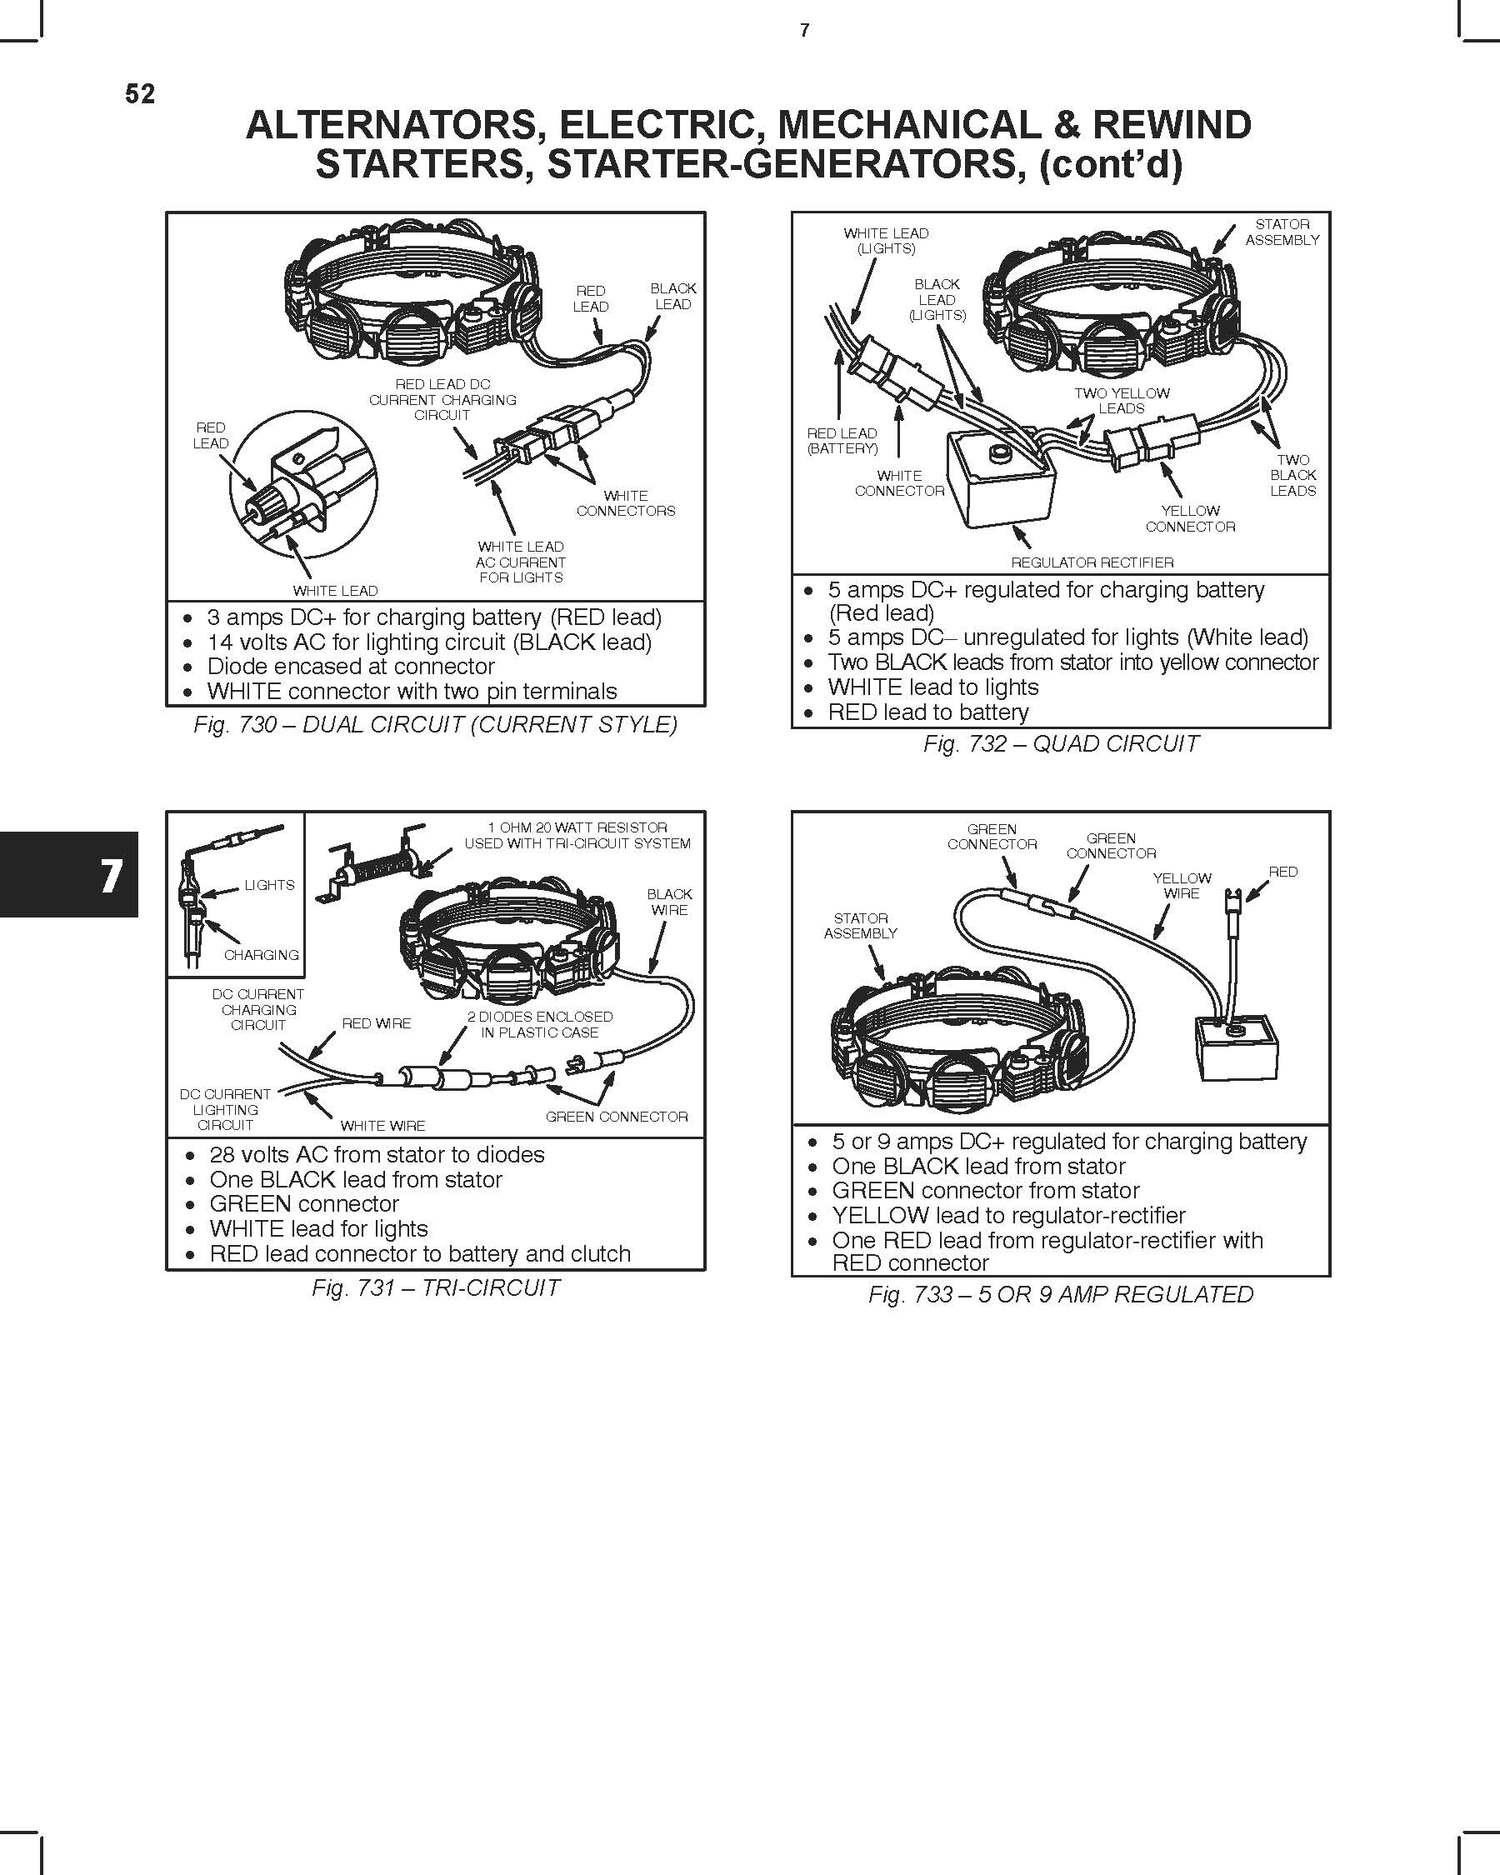 7
52
ALTERNATORS, ELECTRIC, MECHANICAL & REWIND
STARTERS, STARTER-GENERATORS, (cont’d)
RED
LEAD
BLACK
LEAD
RED LEAD DC
CURRENT CHARGING
CIRCUIT
RED
LEAD
WHITE
CONNECTORS
WHITE LEAD
AC CURRENT
FOR LIGHTS
WHITE LEAD
• 3 amps DC+ for charging battery (RED lead)
• 14 volts AC for lighting circuit (BLACK lead)
• Diode encased at connector
• WHITE connector with two pin terminals
Fig. 730 – DUAL CIRCUIT (CURRENT STYLE)
WHITE LEAD
(LIGHTS)
STATOR
ASSEMBLY
BLACK
LEAD
(LIGHTS)
TWO YELLOW
LEADS
RED LEAD
(BATTERY)
WHITE
CONNECTOR
TWO
BLACK
LEADS
YELLOW
CONNECTOR
REGULATOR RECTIFIER
• 5 amps DC+ regulated for charging battery
(Red lead)
• 5 amps DC– unregulated for lights (White lead)
• Two BLACK leads from stator into yellow connector
• WHITE lead to lights
• RED lead to battery
Fig. 732 – QUAD CIRCUIT
7
1 OHM 20 WATT RESISTOR
USED WITH TRI-CIRCUIT SYSTEM
LIGHTS
CHARGING
BLACK
WIRE
DC CURRENT
CHARGING
CIRCUIT
RED WIRE
2 DIODES ENCLOSED
IN PLASTIC CASE
DC CURRENT
LIGHTING
CIRCUIT
WHITE WIRE
GREEN CONNECTOR
• 28 volts AC from stator to diodes
• One BLACK lead from stator
• GREEN connector
• WHITE lead for lights
• RED lead connector to battery and clutch
Fig. 731 – TRI-CIRCUIT
GREEN
CONNECTOR
GREEN
CONNECTOR
YELLOW
WIRE
RED
STATOR
ASSEMBLY
• 5 or 9 amps DC+ regulated for charging battery
• One BLACK lead from stator
• GREEN connector from stator
• YELLOW lead to regulator-rectifier
• One RED lead from regulator-rectifier with
RED connector
Fig. 733 – 5 OR 9 AMP REGULATED